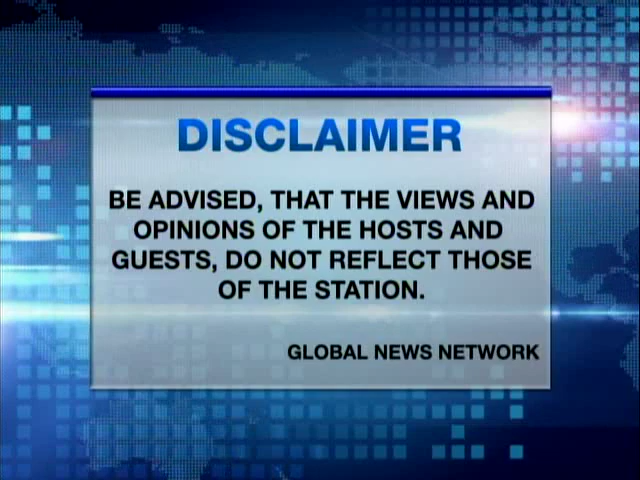 DISCLAIMER
BE ADVISED, THAT THE VIEWS AND
OPINIONS OF THE HOSTS AND
GUESTS, DO NOT REFLECT THOSE
OF THE STATION.
GLOBAL NEWS NETWORK